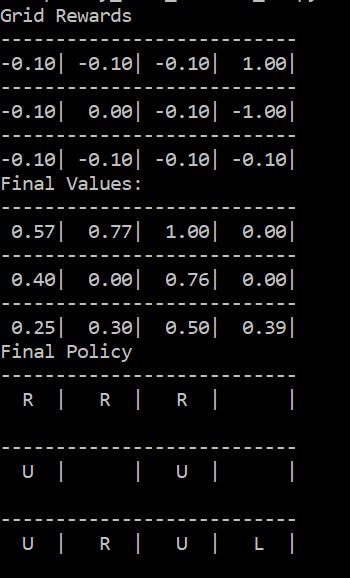 Grid Rewards
---------------------------
-0.10| -0.10| -0.10|  1.00|
---------------------------
-0.10|  0.00| -0.10| -1.00|
---------------------------
-0.10| -0.10| -0.10| -0.10|
Final Values:
---------------------------
 0.57|  0.77|  1.00|  0.00|
---------------------------
 0.40|  0.00|  0.76|  0.00|
---------------------------
 0.25|  0.30|  0.50|  0.39|
Final Policy
---------------------------
  R  |   R  |   R  |      |
---------------------------
  U  |      |   U  |      |
---------------------------
  U  |   R  |   U  |   L  |